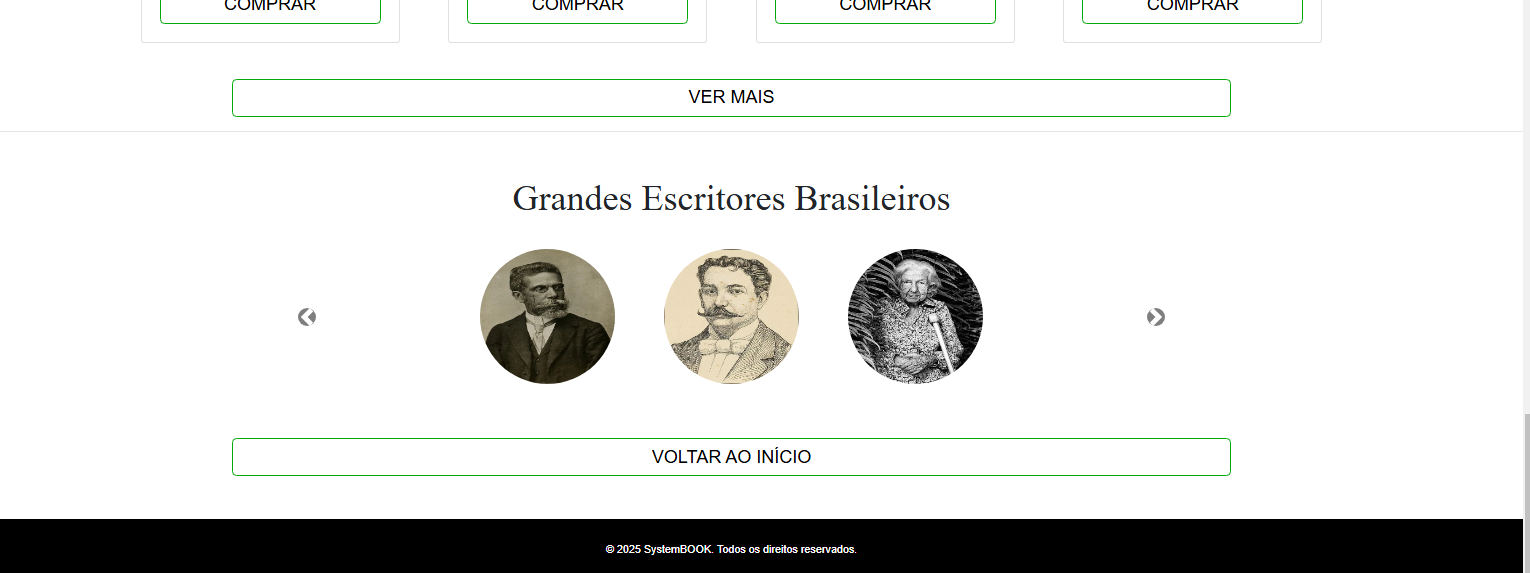 COMPRAR COMPRAR COMPRAR COMPRAR
VER MAIS
Grandes Escritores Brasileiros
VOLTAR AO INÍCIO
© 2025 SystemBOOK. Todos os direitos reservados.